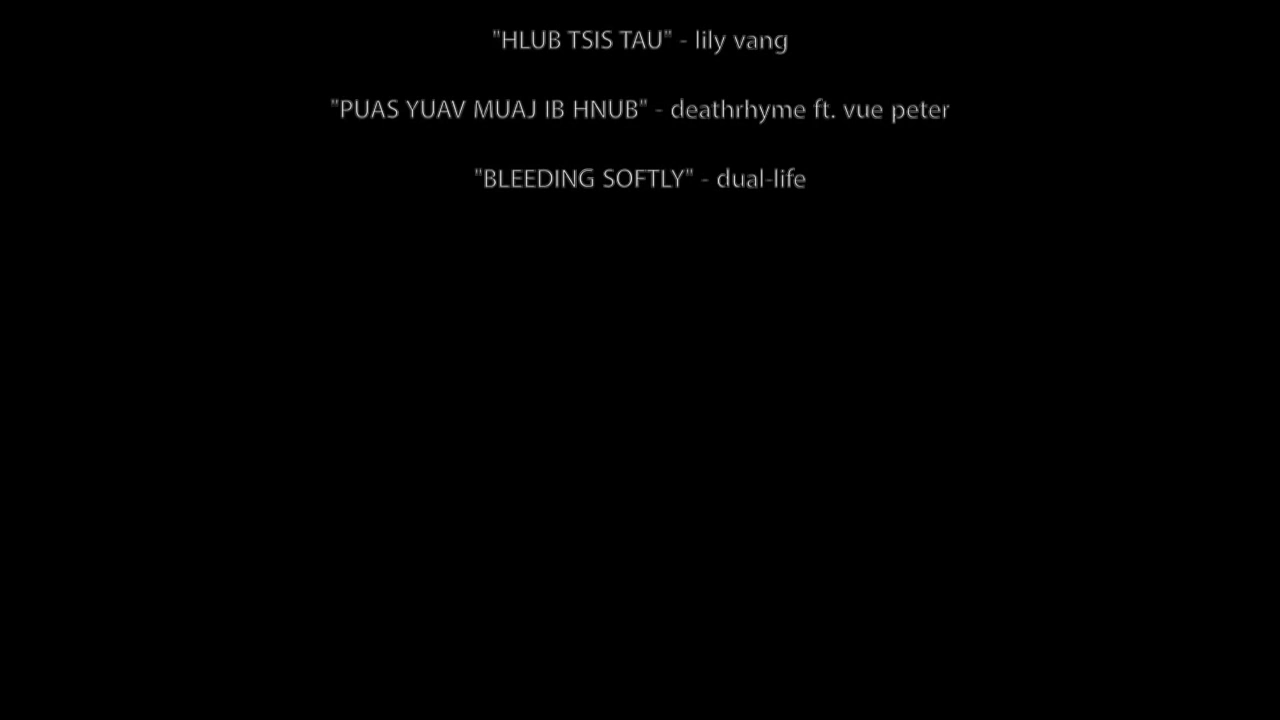 "HLUB TSIS TAU" - lily vang
"PUAS YUAV MUAJ IB HNUB" - deathrhyme ft. vue peter
"BLEEDING SOFTLY" - dual-life